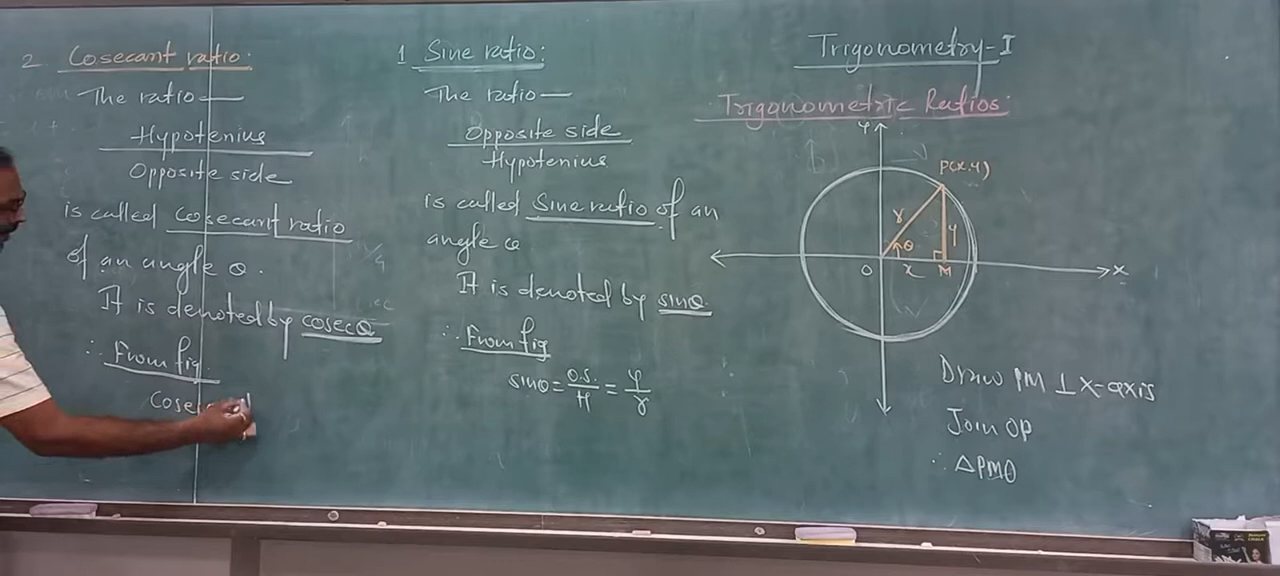 Trigonometry-I
Trigonometric Ratios:
Y
P(x,y)
r
y
θ
O
x
M
X
Draw PM ⊥ X-axis
Join OP
∴ △PMO
1 Sine ratio:
The ratio—
Opposite side
Hypotenius
is called Sine ratio of an
angle θ
It is denoted by sinθ.
∴ From fig
sinθ = O.S. / H = y / r
2. Cosecant ratio:
The ratio—
Hypotenius
Opposite side
is called Cosecant ratio
of an angle θ.
It is denoted by cosecθ
∴ From fig.
Cosec